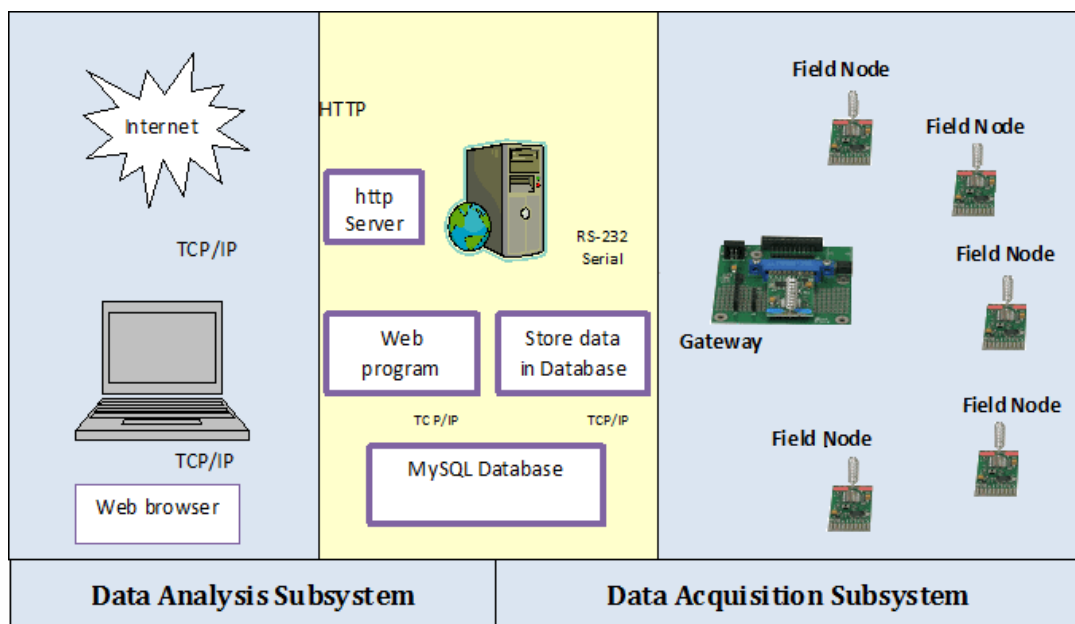 Internet
TCP/IP
TCP/IP
Web browser
HTTP
http
Server
RS-232
Serial
Web
program
Store data
in Database
TC P/IP
TCP/IP
MySQL Database
Field Node
Field Node
Field Node
Gateway
Field Node
Field Node
Data Analysis Subsystem
Data Acquisition Subsystem